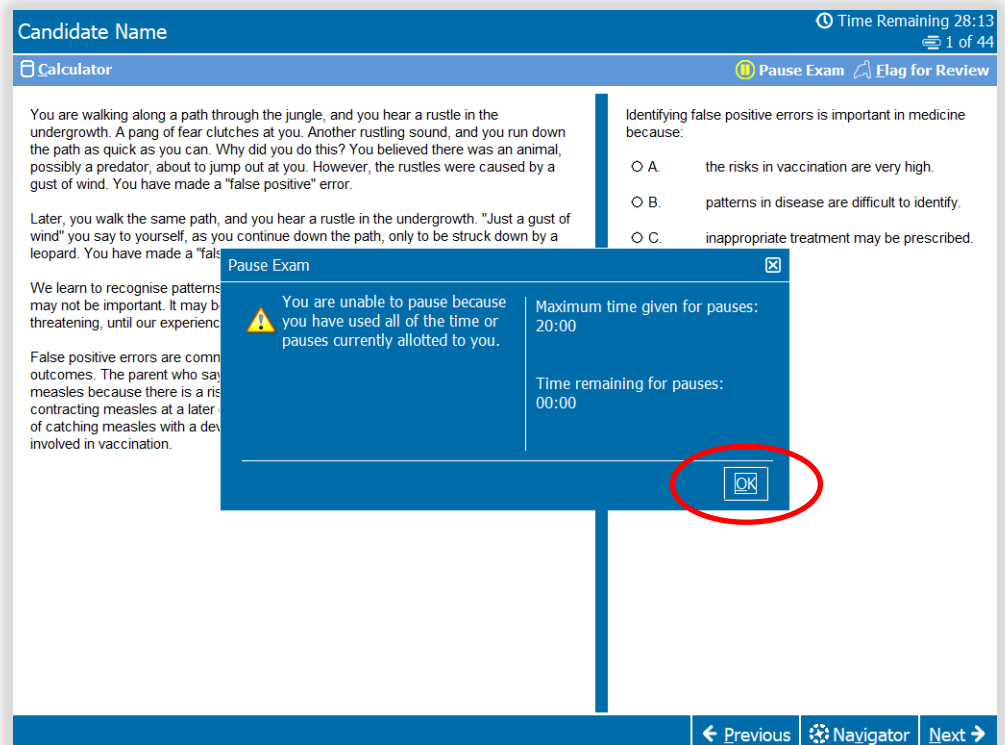 Candidate Name
Time Remaining 28:13
1 of 44
Calculator
Pause Exam
Flag for Review
You are walking along a path through the jungle, and you hear a rustle in the
undergrowth. A pang of fear clutches at you. Another rustling sound, and you run down
the path as quick as you can. Why did you do this? You believed there was an animal,
possibly a predator, about to jump out at you. However, the rustles were caused by a
gust of wind. You have made a "false positive" error.
Later, you walk the same path, and you hear a rustle in the undergrowth. "Just a gust of
wind" you say to yourself, as you continue down the path, only to be struck down by a
leopard. You have made a
We learn to recognise patterns
may not be important. It may
threatening, until our
False positive errors are
outcomes. The parent who
measles because there is a
contracting measles at a later
of catching measles with a
involved in vaccination.
Identifying false positive errors is important in medicine
because:
A. the risks in vaccination are very high.
B. patterns in disease are difficult to identify.
C. inappropriate treatment may be prescribed.
Pause Exam
You are unable to pause because
you have used all of the time or
pauses currently allotted to you.
Maximum time given for pauses:
20:00
Time remaining for pauses:
00:00
OK
Previous
Navigator
Next